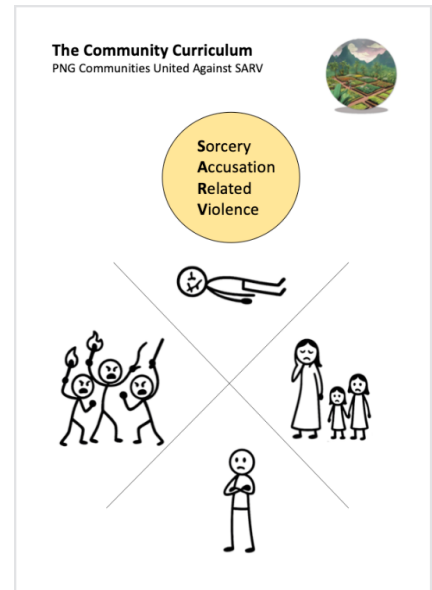 The Community Curriculum
PNG Communities United Against SARV
Sorcery
Accusation
Related
Violence